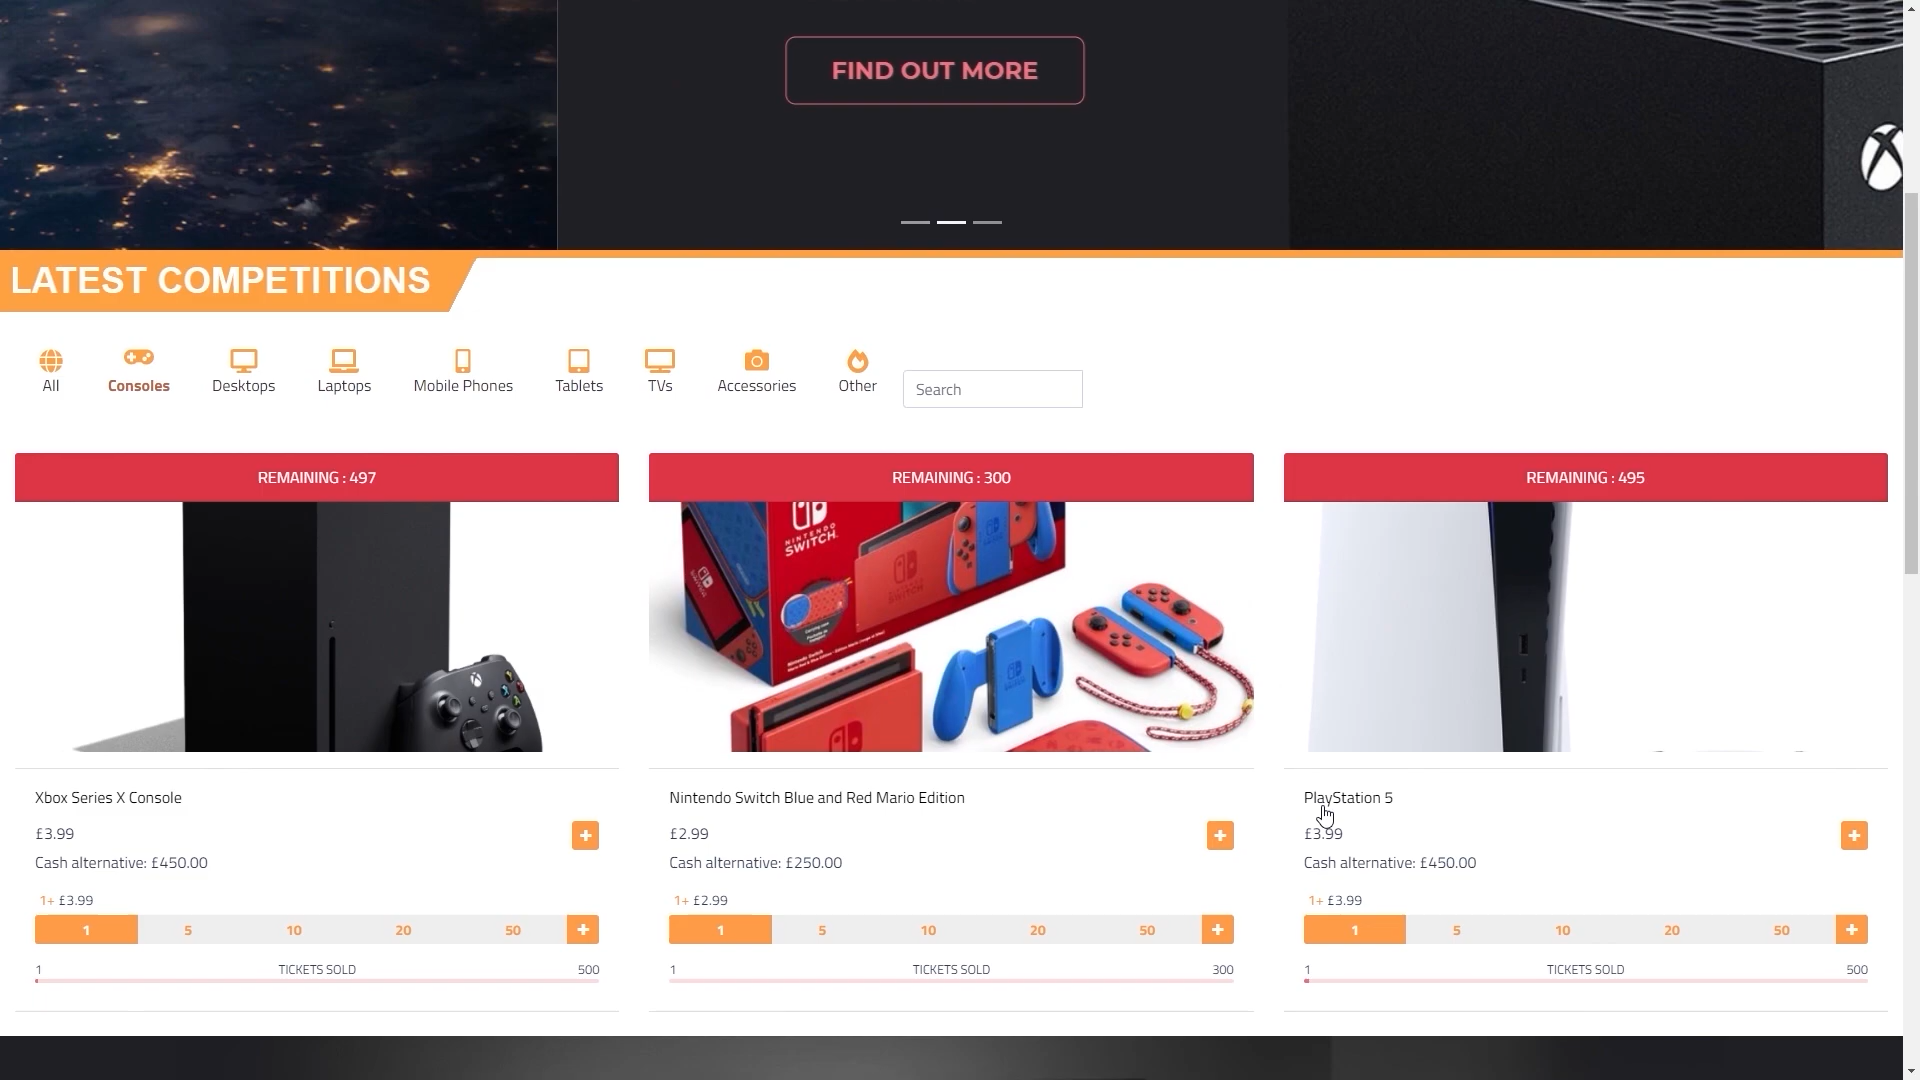 FIND OUT MORE
LATEST COMPETITIONS
All
Consoles
Desktops
Laptops
Mobile Phones
Tablets
TVs
Accessories
Other
Search
REMAINING : 497
REMAINING : 300
REMAINING : 495
NINTENDO
SWITCH
Xbox Series X Console
£3.99
Cash alternative: £450.00
1+ £3.99
1 5 10 20 50
1 TICKETS SOLD 500
Nintendo Switch Blue and Red Mario Edition
£2.99
Cash alternative: £250.00
1+ £2.99
1 5 10 20 50
1 TICKETS SOLD 300
PlayStation 5
£3.99
Cash alternative: £450.00
1+ £3.99
1 5 10 20 50
1 TICKETS SOLD 500